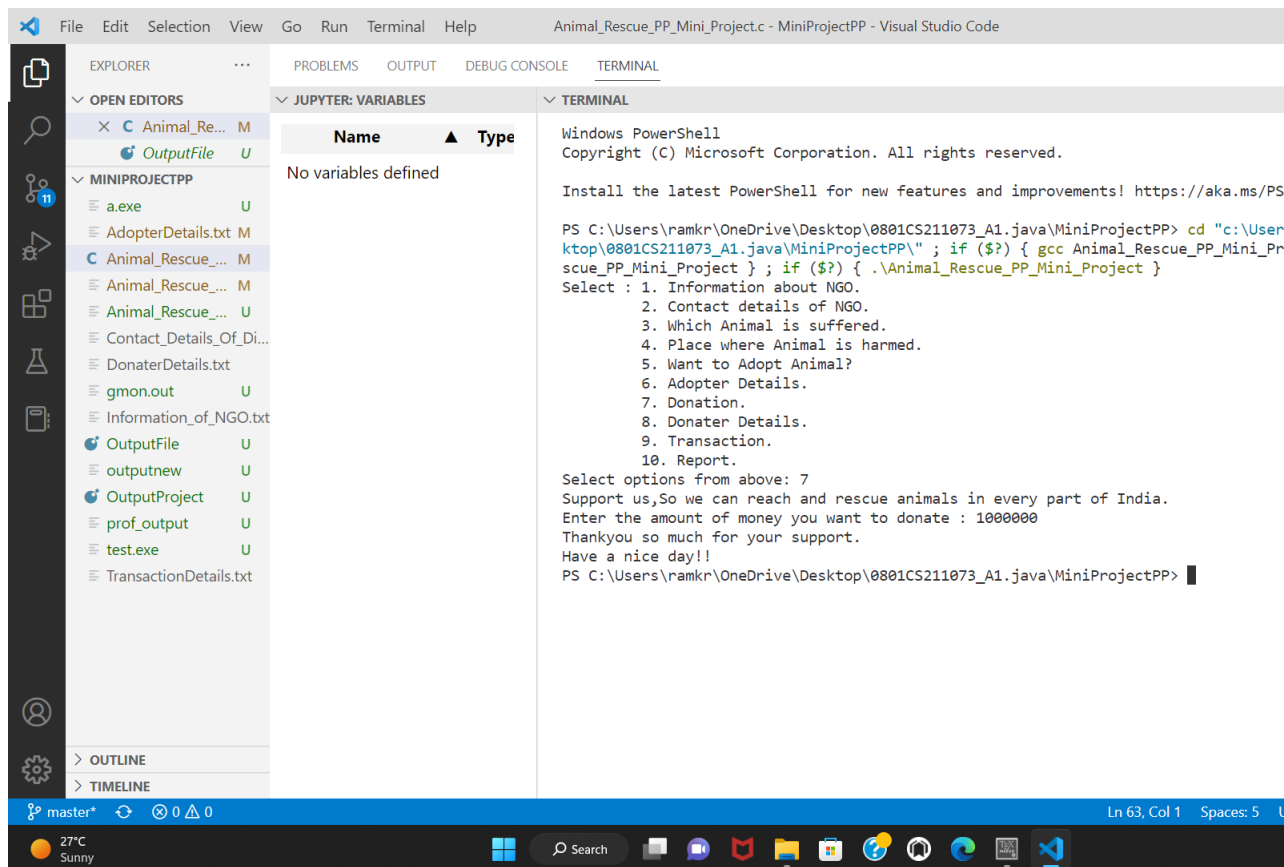 File Edit Selection View Go Run Terminal Help Animal_Rescue_PP_Mini_Project.c - MiniProjectPP - Visual Studio Code
EXPLORER ···
OPEN EDITORS
C Animal_Re... M
OutputFile U
MINIPROJECTPP
a.exe U
AdopterDetails.txt M
C Animal_Rescue_... M
Animal_Rescue_... M
Animal_Rescue_... U
Contact_Details_Of_Di...
DonaterDetails.txt
gmon.out U
Information_of_NGO.txt
OutputFile U
outputnew U
OutputProject U
prof_output U
test.exe U
TransactionDetails.txt
OUTLINE
TIMELINE
11
PROBLEMS OUTPUT DEBUG CONSOLE TERMINAL
JUPYTER: VARIABLES
Name ▲ Type
No variables defined
TERMINAL
Windows PowerShell
Copyright (C) Microsoft Corporation. All rights reserved.
Install the latest PowerShell for new features and improvements! https://aka.ms/PS
PS C:\Users\ramkr\OneDrive\Desktop\0801CS211073_A1.java\MiniProjectPP> cd "c:\User
ktop\0801CS211073_A1.java\MiniProjectPP\" ; if ($?) { gcc Animal_Rescue_PP_Mini_Pr
scue_PP_Mini_Project } ; if ($?) { .\Animal_Rescue_PP_Mini_Project }
Select : 1. Information about NGO.
2. Contact details of NGO.
3. Which Animal is suffered.
4. Place where Animal is harmed.
5. Want to Adopt Animal?
6. Adopter Details.
7. Donation.
8. Donater Details.
9. Transaction.
10. Report.
Select options from above: 7
Support us,So we can reach and rescue animals in every part of India.
Enter the amount of money you want to donate : 1000000
Thankyou so much for your support.
Have a nice day!!
PS C:\Users\ramkr\OneDrive\Desktop\0801CS211073_A1.java\MiniProjectPP>
master* 0 0 Ln 63, Col 1 Spaces: 5
27°C
Sunny
Search